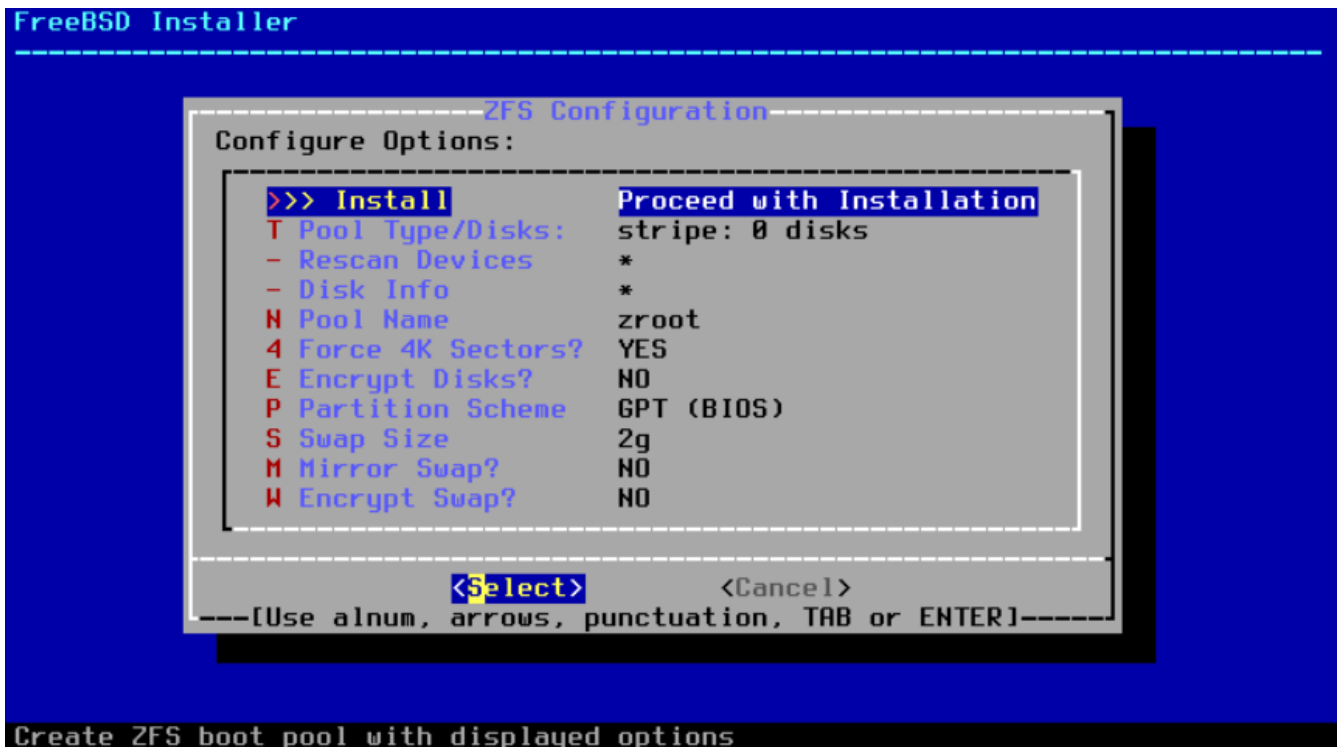 FreeBSD Installer
ZFS Configuration
Configure Options:
>>> Install Proceed with Installation
T Pool Type/Disks: stripe: 0 disks
- Rescan Devices *
- Disk Info *
N Pool Name zroot
4 Force 4K Sectors? YES
E Encrypt Disks? NO
P Partition Scheme GPT (BIOS)
S Swap Size 2g
M Mirror Swap? NO
W Encrypt Swap? NO
<Select> <Cancel>
[Use alnum, arrows, punctuation, TAB or ENTER]
Create ZFS boot pool with displayed options